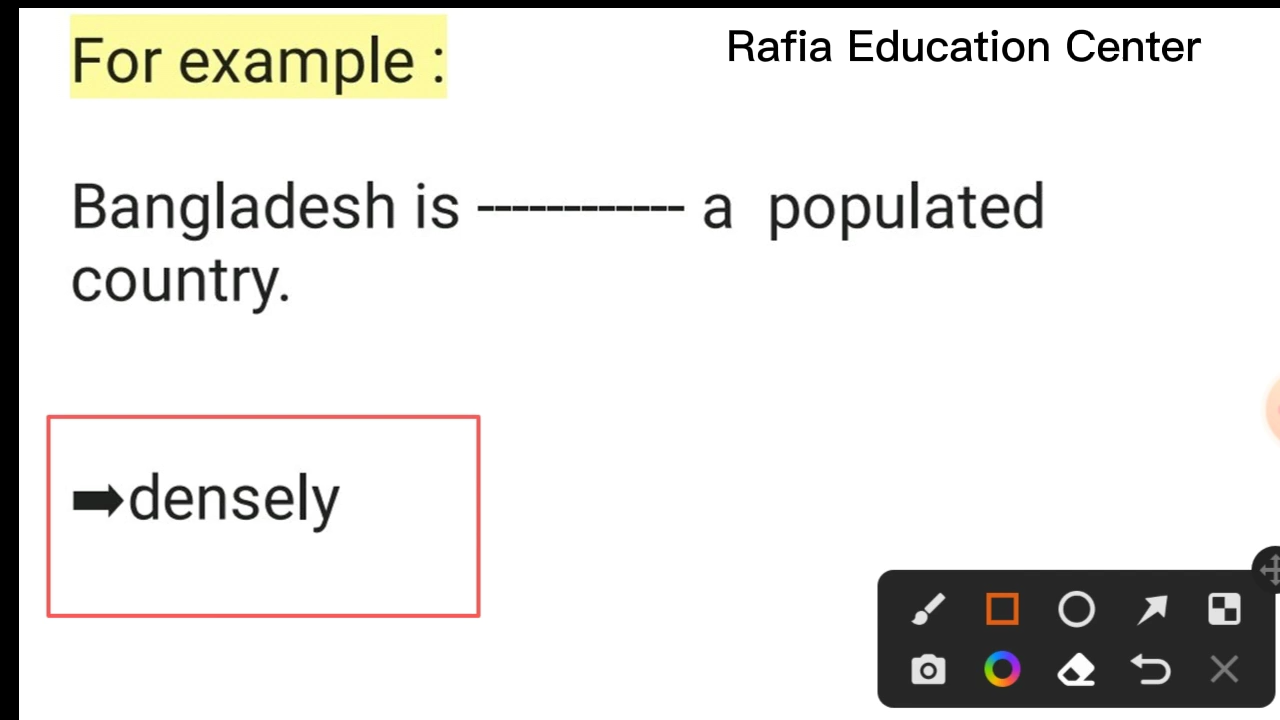 For example :
Rafia Education Center
Bangladesh is ------------ a populated
country.
➡densely